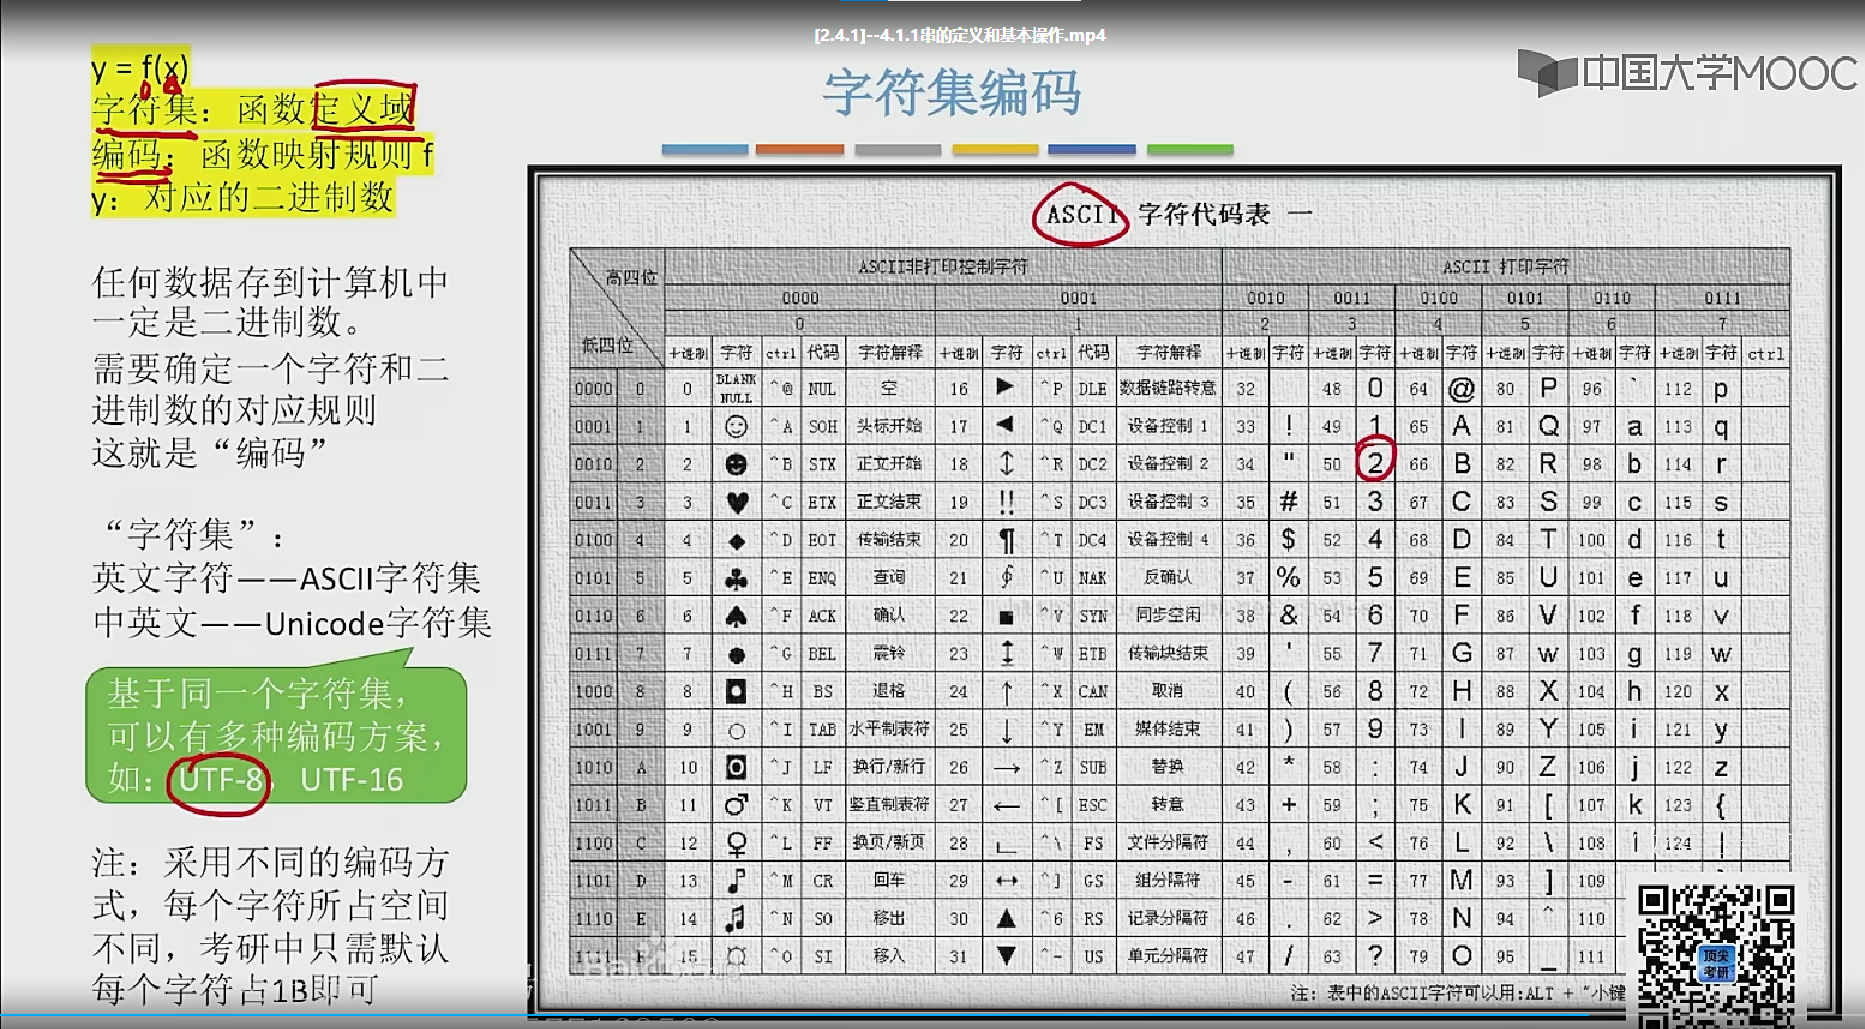 [2.4.1]--4.1.1串的定义和基本操作.mp4
字符集编码
中国大学MOOC
y = f(x)
字符集：函数定义域
编码：函数映射规则 f
y：对应的二进制数
任何数据存到计算机中
一定是二进制数。
需要确定一个字符和二
进制数的对应规则
这就是“编码”
“字符集”：
英文字符——ASCII字符集
中英文——Unicode字符集
基于同一个字符集，
可以有多种编码方案，
如：UTF-8，UTF-16
注：采用不同的编码方
式，每个字符所占空间
不同，考研中只需默认
每个字符占1B即可
ASCII 字符代码表 一
高四位 ASCII非打印控制字符 ASCII 打印字符
0000 0001 0010 0011 0100 0101 0110 0111
0 1 2 3 4 5 6 7
低四位 十进制 字符 ctrl 代码 字符解释 十进制 字符 ctrl 代码 字符解释 十进制 字符 十进制 字符 十进制 字符 十进制 字符 十进制 字符 十进制 字符 ctrl
0000 0 0 BLANK NULL ^@ NUL 空 16 ► ^P DLE 数据链路转意 32 48 0 64 @ 80 P 96 ` 112 p
0001 1 1 ☺ ^A SOH 头标开始 17 ◄ ^Q DC1 设备控制 1 33 ! 49 1 65 A 81 Q 97 a 113 q
0010 2 2 ☻ ^B STX 正文开始 18 ↕ ^R DC2 设备控制 2 34 " 50 2 66 B 82 R 98 b 114 r
0011 3 3 ♥ ^C ETX 正文结束 19 ‼ ^S DC3 设备控制 3 35 # 51 3 67 C 83 S 99 c 115 s
0100 4 4 ♦ ^D EOT 传输结束 20 ¶ ^T DC4 设备控制 4 36 $ 52 4 68 D 84 T 100 d 116 t
0101 5 5 ♣ ^E ENQ 查询 21 ∮ ^U NAK 反确认 37 % 53 5 69 E 85 U 101 e 117 u
0110 6 6 ♠ ^F ACK 确认 22 ■ ^V SYN 同步空闲 38 & 54 6 70 F 86 V 102 f 118 v
0111 7 7 ● ^G BEL 震铃 23 ↨ ^W ETB 传输块结束 39 ' 55 7 71 G 87 w 103 g 119 w
1000 8 8 ◘ ^H BS 退格 24 ↑ ^X CAN 取消 40 ( 56 8 72 H 88 X 104 h 120 x
1001 9 9 ○ ^I TAB 水平制表符 25 ↓ ^Y EM 媒体结束 41 ) 57 9 73 I 89 Y 105 i 121 y
1010 A 10 ◙ ^J LF 换行/新行 26 → ^Z SUB 替换 42 * 58 : 74 J 90 Z 106 j 122 z
1011 B 11 ♂ ^K VT 竖直制表符 27 ← ^[ ESC 转意 43 + 59 ; 75 K 91 [ 107 k 123 {
1100 C 12 ♀ ^L FF 换页/新页 28 ∟ ^\ FS 文件分隔符 44 , 60 < 76 L 92 \ 108 124 |
1101 D 13 ♪ ^M CR 回车 29 ↔ ^] GS 组分隔符 45 - 61 = 77 M 93 ] 109
1110 E 14 ♫ ^N SO 移出 30 ▲ ^6 RS 记录分隔符 46 . 62 > 78 N 94 ^ 110
1111 F 15 ☼ ^O SI 移入 31 ▼ ^- US 单元分隔符 47 / 63 ? 79 O 95 _ 111
注：表中的ASCII字符可以用:ALT + “小键
顶尖
考研